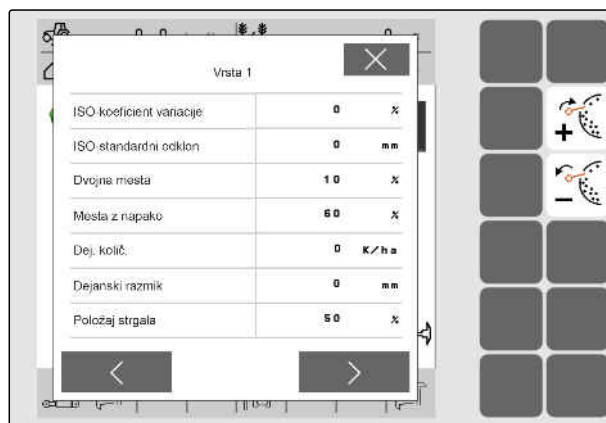 Vrsta 1
ISO-koeficient variacije 0 %
ISO-standardni odklon 0 mm
Dvojna mesta 10 %
Mesta z napako 60 %
Dej. količ. 0 K/ha
Dejanski razmik 0 mm
Položaj strgala 50 %
+
−